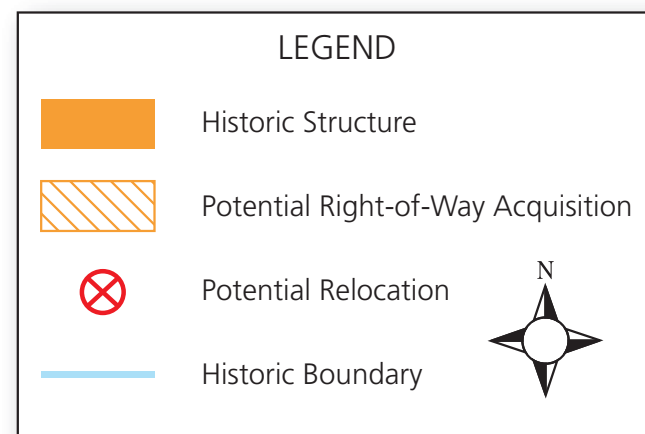 LEGEND
Historic Structure
Potential Right-of-Way Acquisition
N
Potential Relocation
Historic Boundary